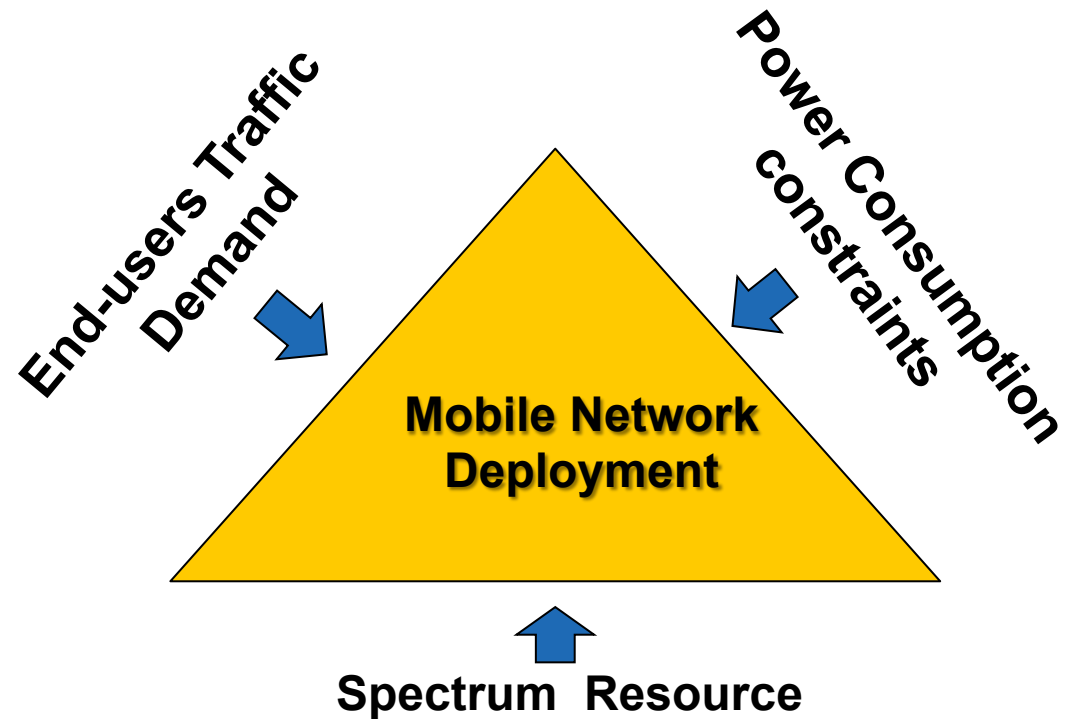 End-users Traffic
Demand
Power Consumption
constraints
Mobile Network
Deployment
Spectrum Resource